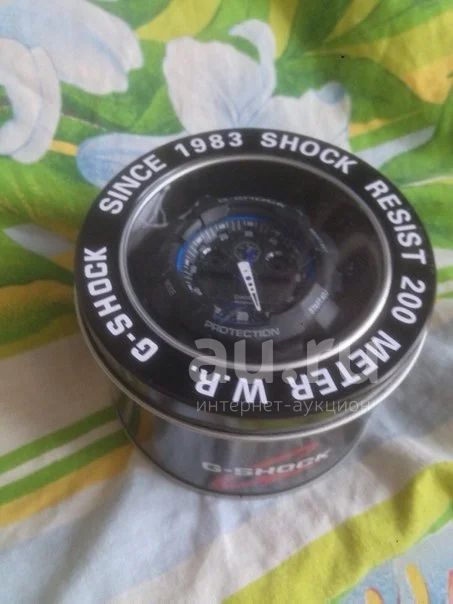 G-SHOCK SINCE 1983 SHOCK RESIST 200 METER W.R.
G-SHOCK
PROTECTION
au.ru
интернет-аукцион
G-SHOCK